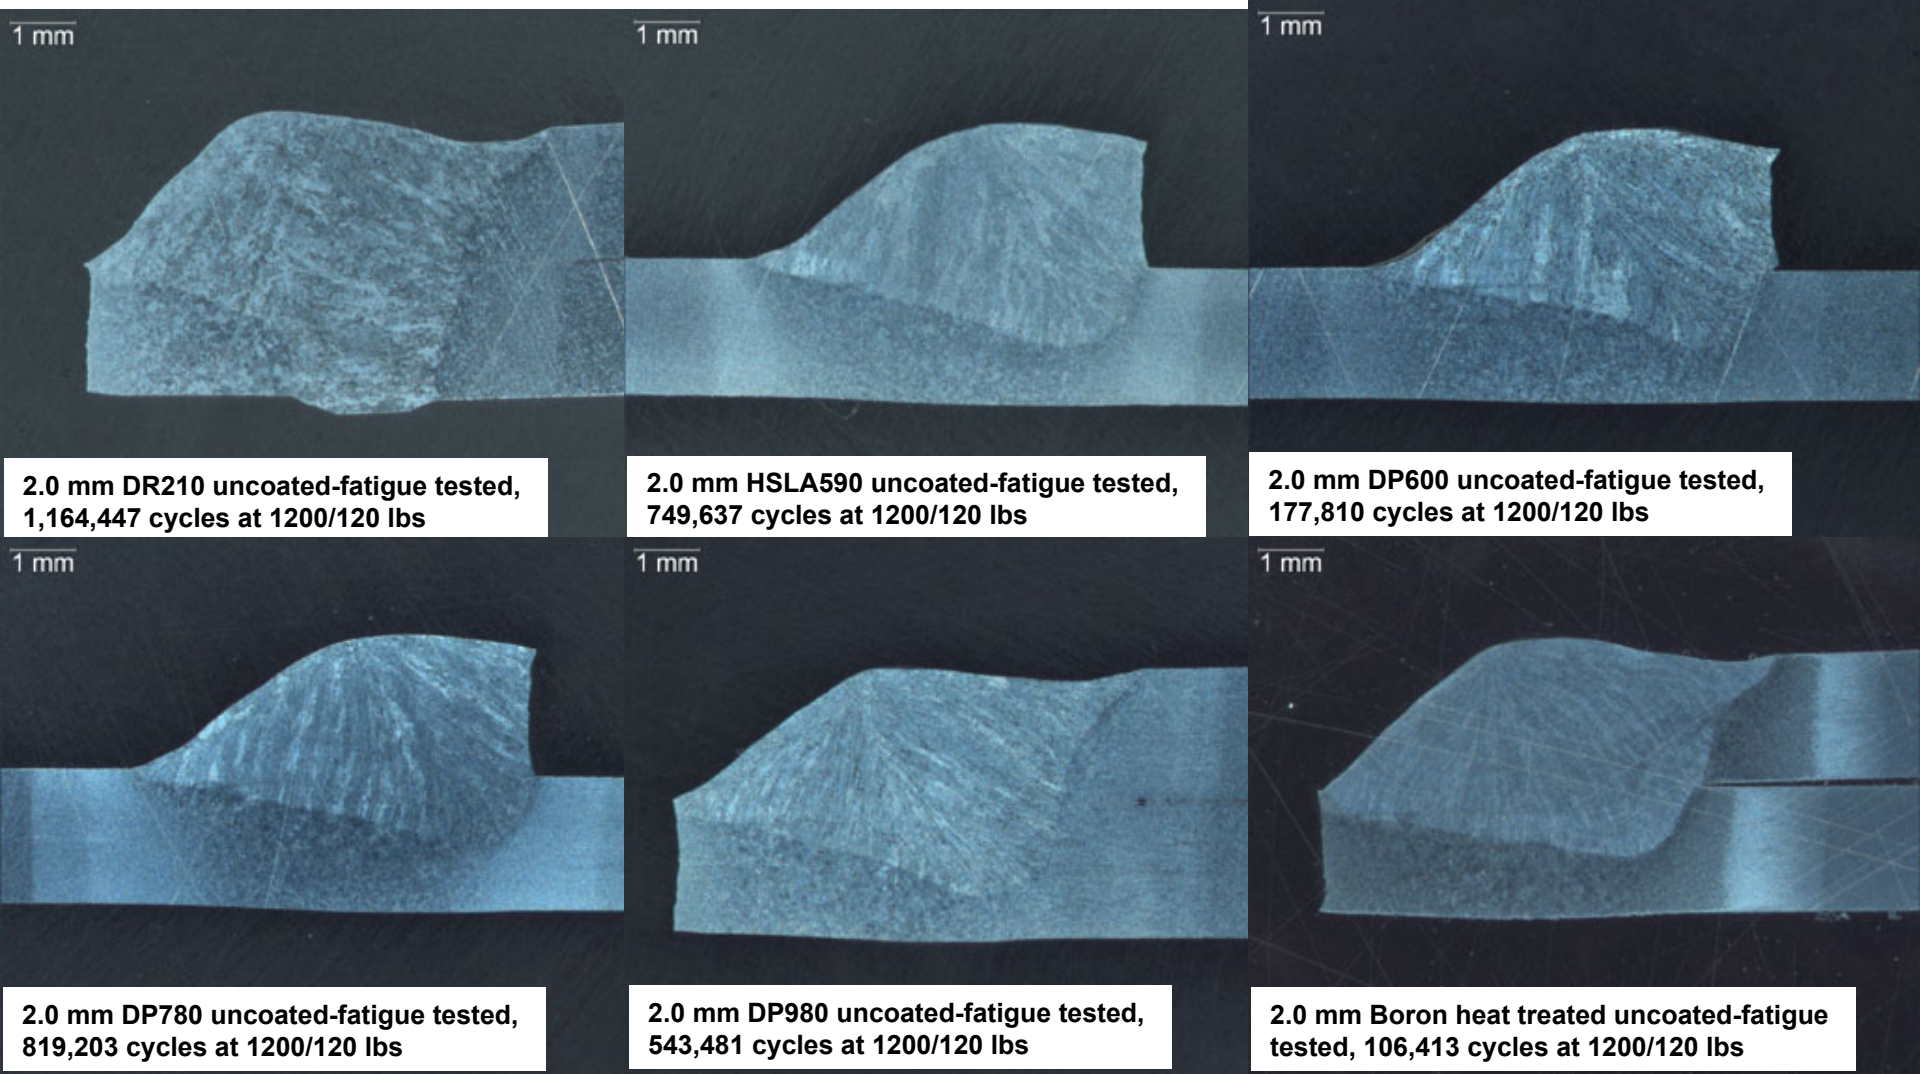 1 mm
1 mm
1 mm
2.0 mm DR210 uncoated-fatigue tested,
1,164,447 cycles at 1200/120 lbs
2.0 mm HSLA590 uncoated-fatigue tested,
749,637 cycles at 1200/120 lbs
2.0 mm DP600 uncoated-fatigue tested,
177,810 cycles at 1200/120 lbs
1 mm
1 mm
1 mm
2.0 mm DP780 uncoated-fatigue tested,
819,203 cycles at 1200/120 lbs
2.0 mm DP980 uncoated-fatigue tested,
543,481 cycles at 1200/120 lbs
2.0 mm Boron heat treated uncoated-fatigue
tested, 106,413 cycles at 1200/120 lbs